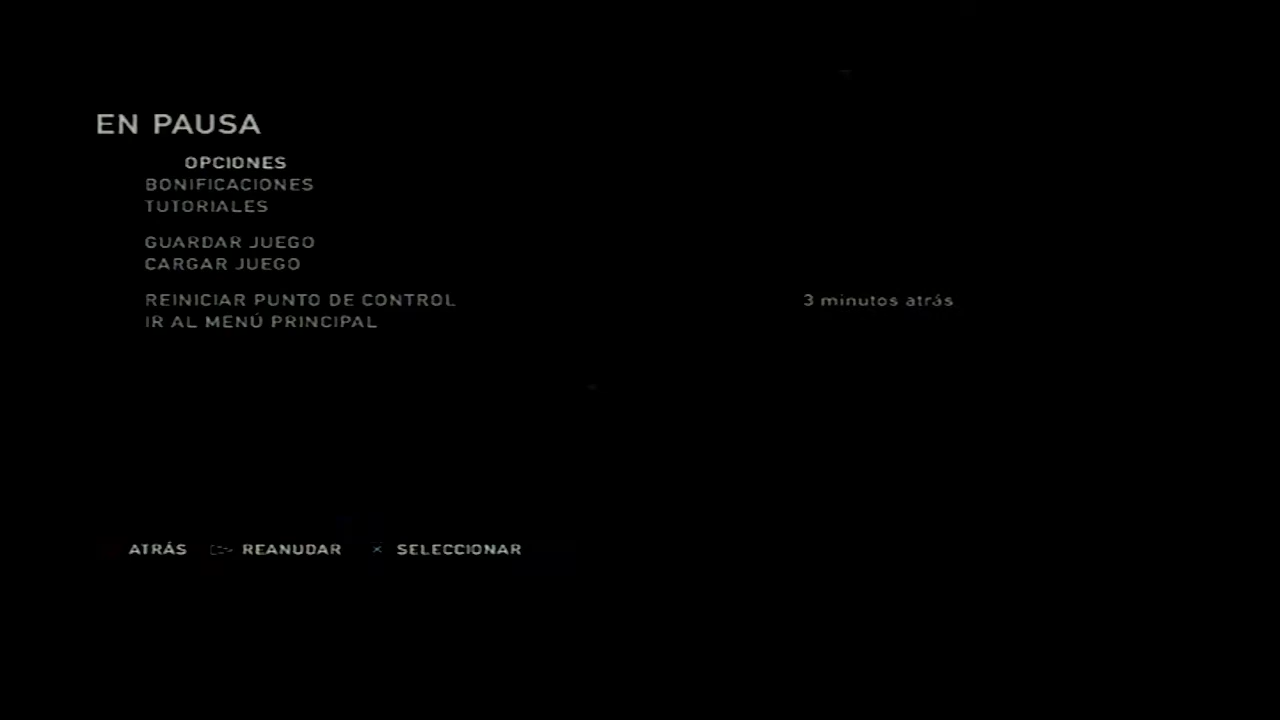 EN PAUSA
OPCIONES
BONIFICACIONES
TUTORIALES
GUARDAR JUEGO
CARGAR JUEGO
REINICIAR PUNTO DE CONTROL 3 minutos atrás
IR AL MENÚ PRINCIPAL
ATRÁS REANUDAR SELECCIONAR